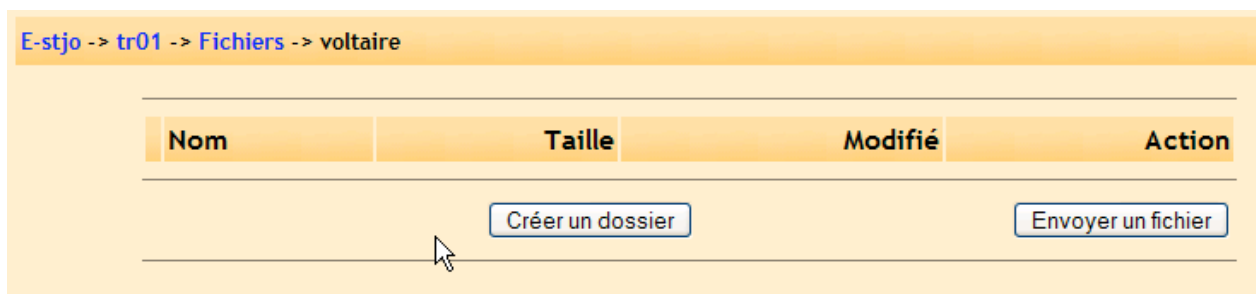 E-stjo -> tr01 -> Fichiers -> voltaire
Nom Taille Modifié Action
Créer un dossier Envoyer un fichier